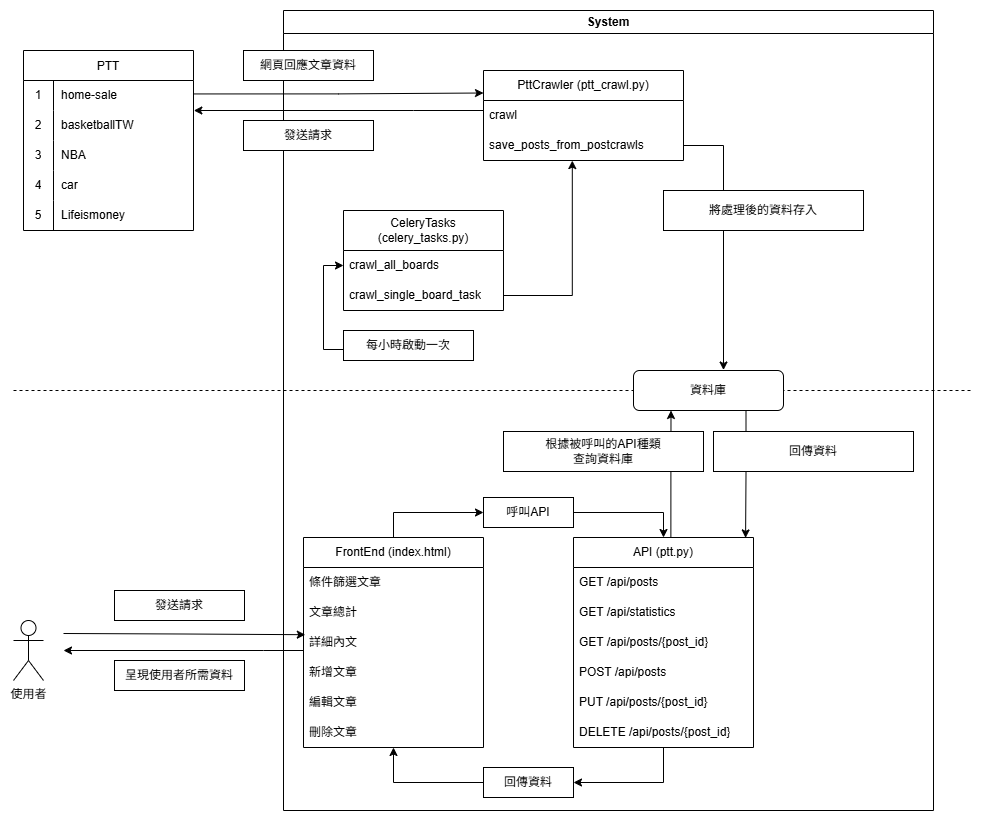 System
PTT
1 home-sale
2 basketballTW
3 NBA
4 car
5 Lifeismoney
網頁回應文章資料
發送請求
PttCrawler (ptt_crawl.py)
crawl
save_posts_from_postcrawls
將處理後的資料存入
CeleryTasks
(celery_tasks.py)
crawl_all_boards
crawl_single_board_task
每小時啟動一次
資料庫
根據被呼叫的API種類
查詢資料庫
回傳資料
呼叫API
FrontEnd (index.html)
條件篩選文章
文章總計
詳細內文
新增文章
編輯文章
刪除文章
API (ptt.py)
GET /api/posts
GET /api/statistics
GET /api/posts/{post_id}
POST /api/posts
PUT /api/posts/{post_id}
DELETE /api/posts/{post_id}
發送請求
呈現使用者所需資料
使用者
回傳資料